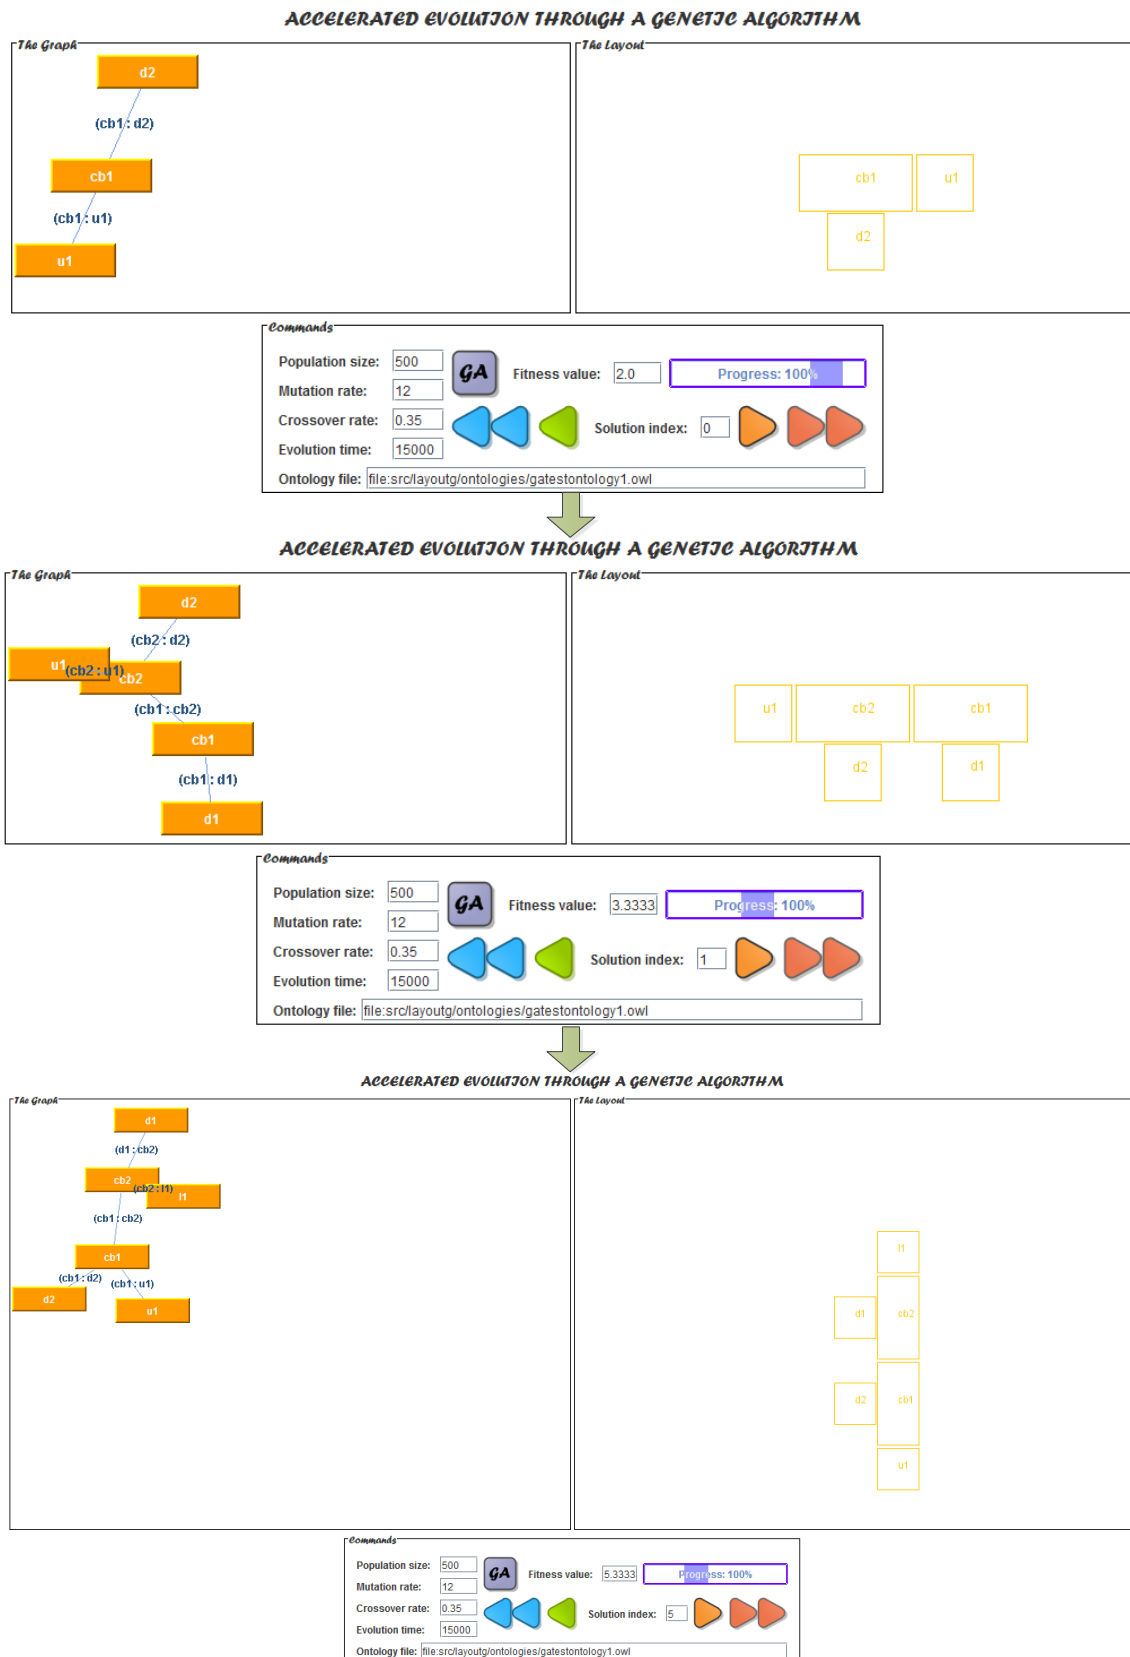 ACCELERATED EVOLUTION THROUGH A GENETIC ALGORITHM
The Graph
d2
(cb1:d2)
cb1
(cb1:u1)
u1
The Layout
cb1
u1
d2
Commands
Population size: 500
Mutation rate: 12
Crossover rate: 0.35
Evolution time: 15000
GA
Fitness value: 2.0
Progress: 100%
Solution index: 0
Ontology file: file:src/layoutg/ontologies/gatestontology1.owl
ACCELERATED EVOLUTION THROUGH A GENETIC ALGORITHM
The Graph
d2
(cb2:d2)
u1
(cb2:u1)
cb2
(cb1:cb2)
cb1
(cb1:d1)
d1
The Layout
u1
cb2
cb1
d2
d1
Commands
Population size: 500
Mutation rate: 12
Crossover rate: 0.35
Evolution time: 15000
GA
Fitness value: 3.3333
Progress: 100%
Solution index: 1
Ontology file: file:src/layoutg/ontologies/gatestontology1.owl
ACCELERATED EVOLUTION THROUGH A GENETIC ALGORITHM
The Graph
d1
(d1:cb2)
cb2
(cb2:l1)
l1
(cb1:cb2)
cb1
(cb1:d2)
(cb1:u1)
d2
u1
The Layout
l1
d1
cb2
d2
cb1
u1
Commands
Population size: 500
Mutation rate: 12
Crossover rate: 0.35
Evolution time: 15000
GA
Fitness value: 5.3333
Progress: 100%
Solution index: 5
Ontology file: file:src/layoutg/ontologies/gatestontology1.owl